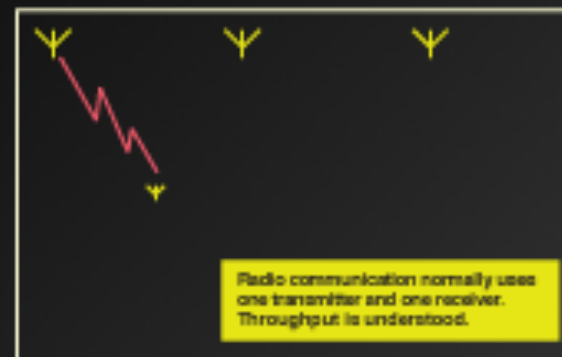 Radio communication normally uses
one transmitter and one receiver.
Throughput is understood.